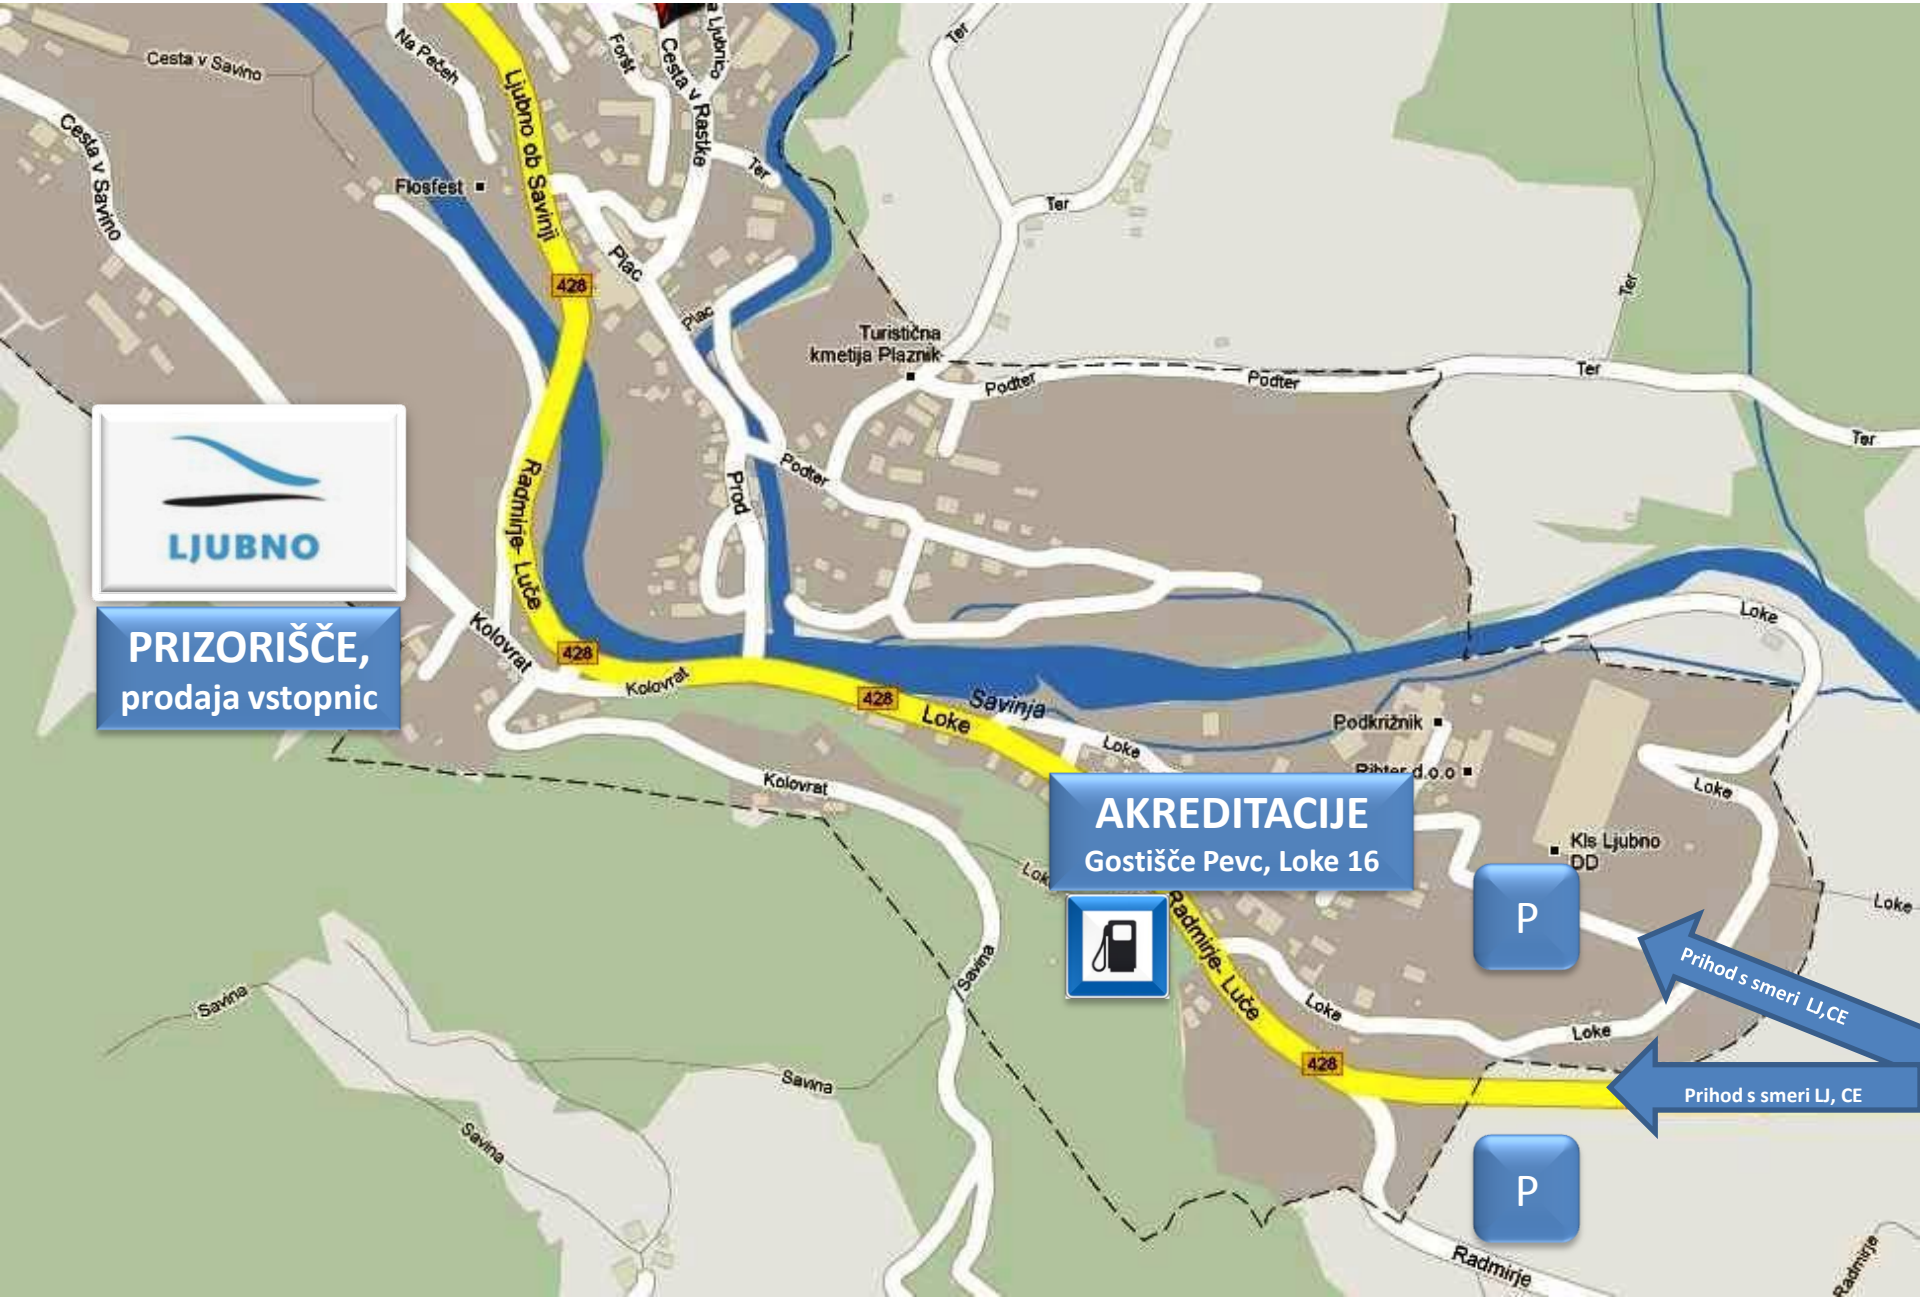 Cesta v Savino
Na Pečeh
Ljubno ob Savinji
Foršt
Cesta v Rastke
Ljubnico
Ter
Ter
Cesta v Savino
Flosfest
Ter
Ter
Plac
428
Plac
Turistična
kmetija Plaznik
Podter
Podter
Ter
Ter
LJUBNO
Radmirje- Luče
Prod
Podter
PRIZORIŠČE,
prodaja vstopnic
Kolovrat
428
Kolovrat
428
Loke
Savinja
Loke
Loke
Podkrižnik
Ribter d.o.o
Loke
Kolovrat
AKREDITACIJE
Gostišče Pevc, Loke 16
Kls Ljubno
DD
Loke
P
Prihod s smeri LJ,CE
Radmirje- Luče
Savina
Savina
Loke
Loke
428
Savina
Prihod s smeri LJ, CE
Savina
P
Radmirje
Radmirje